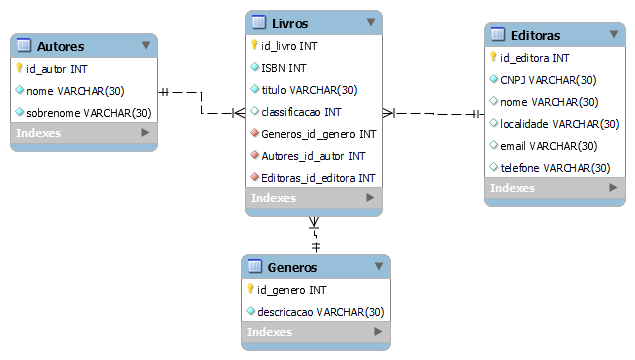 Autores
id_autor INT
nome VARCHAR(30)
sobrenome VARCHAR(30)
Indexes
Livros
id_livro INT
ISBN INT
titulo VARCHAR(30)
classificacao INT
Generos_id_genero INT
Autores_id_autor INT
Editoras_id_editora INT
Indexes
Editoras
id_editora INT
CNPJ VARCHAR(30)
nome VARCHAR(30)
localidade VARCHAR(30)
email VARCHAR(30)
telefone VARCHAR(30)
Indexes
Generos
id_genero INT
descricacao VARCHAR(30)
Indexes